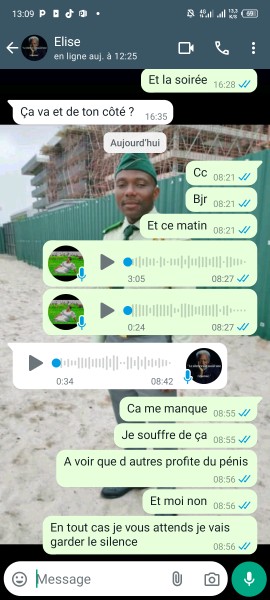 13:09
4G
13,3
K/s
69
Elise
en ligne auj. à 12:25
Et la soirée 16:28
Ça va et de ton côté ? 16:35
Aujourd'hui
Cc 08:21
Bjr 08:21
Et ce matin 08:21
3:05 08:27
0:24 08:27
0:34 08:42
Ca me manque 08:55
Je souffre de ça 08:55
A voir que d autres profite du pénis
08:56
Et moi non 08:56
En tout cas je vous attends je vais
garder le silence 08:56
Message